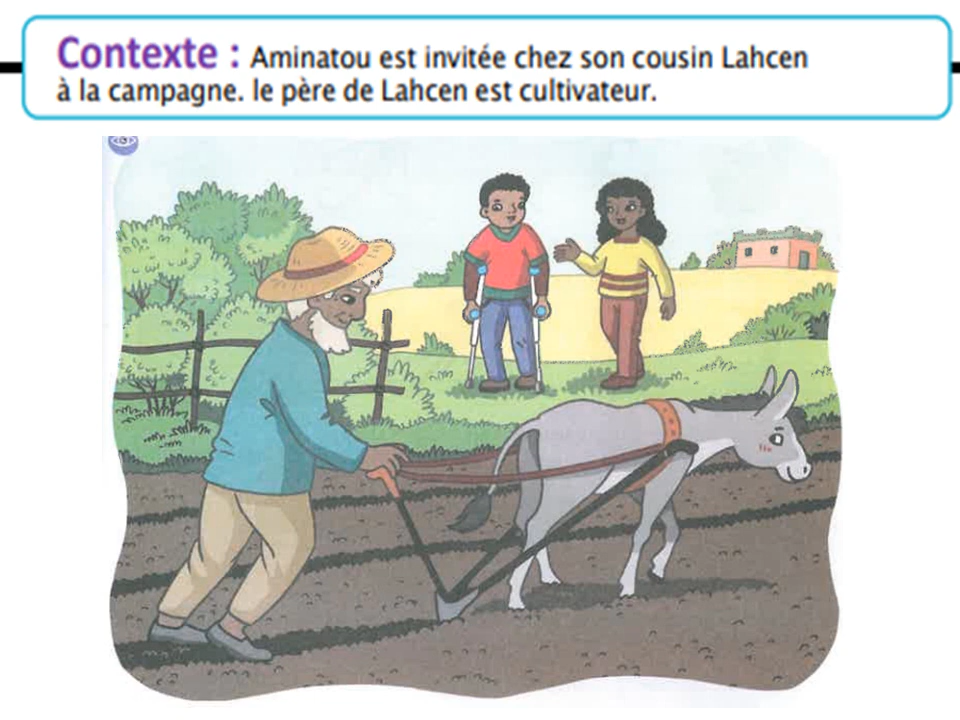 Contexte : Aminatou est invitée chez son cousin Lahcen
à la campagne. le père de Lahcen est cultivateur.